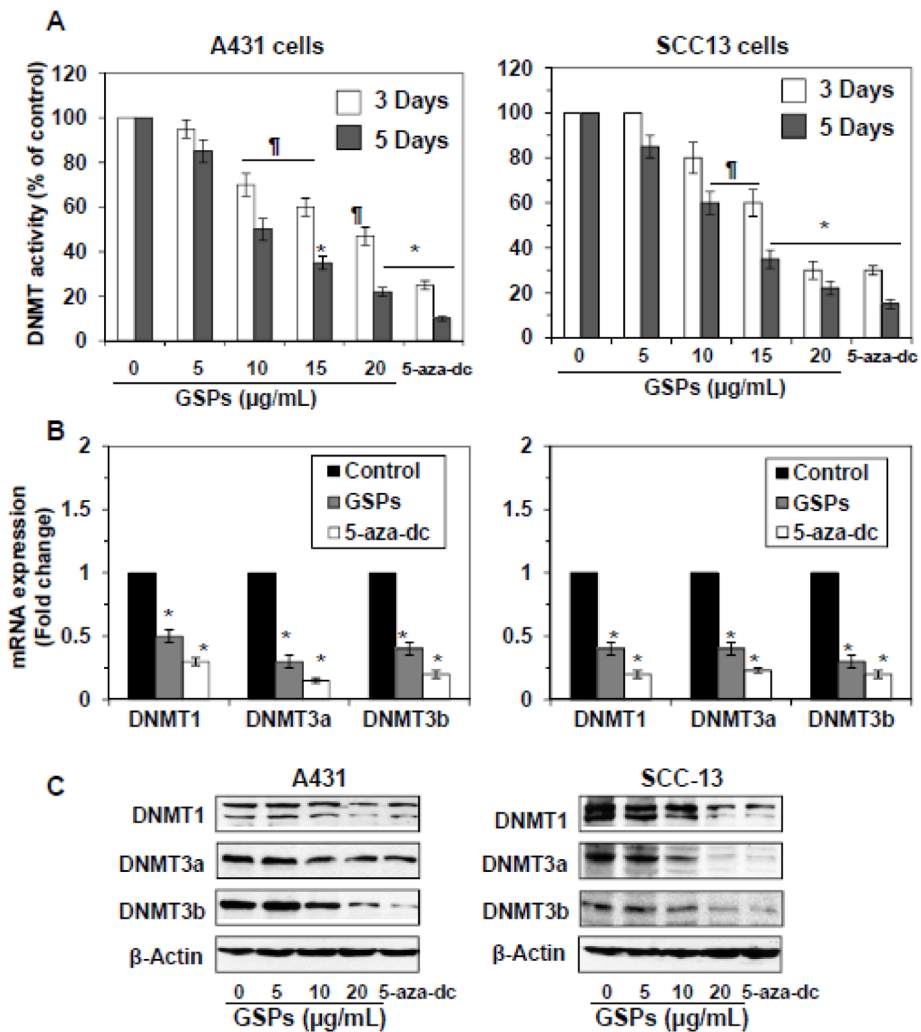 A
A431 cells
SCC13 cells
DNMT activity (% of control)
120
100
80
60
40
20
0
3 Days
5 Days
¶
*
¶
*
0 5 10 15 20 5-aza-dc
GSPs (µg/mL)
120
100
80
60
40
20
0
3 Days
5 Days
¶
*
0 5 10 15 20 5-aza-dc
GSPs (µg/mL)
B
mRNA expression
(Fold change)
2
1.5
1
0.5
0
Control
GSPs
5-aza-dc
* * * * * *
DNMT1 DNMT3a DNMT3b
2
1.5
1
0.5
0
Control
GSPs
5-aza-dc
* * * * * *
DNMT1 DNMT3a DNMT3b
C
A431
DNMT1
DNMT3a
DNMT3b
β-Actin
0 5 10 20 5-aza-dc
GSPs (µg/mL)
SCC-13
DNMT1
DNMT3a
DNMT3b
β-Actin
0 5 10 20 5-aza-dc
GSPs (µg/mL)